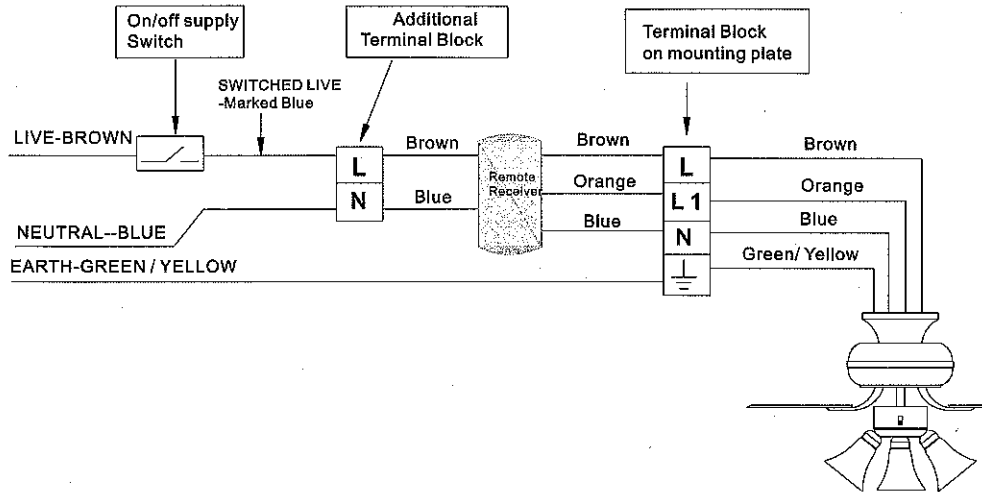 On/off supply
Switch
Additional
Terminal Block
Terminal Block
on mounting plate
SWITCHED LIVE
-Marked Blue
LIVE-BROWN
Brown
Brown
Brown
L
L
Remote
Receiver
Orange
Orange
N
L1
Blue
Blue
Blue
N
NEUTRAL--BLUE
Green/ Yellow
EARTH-GREEN / YELLOW